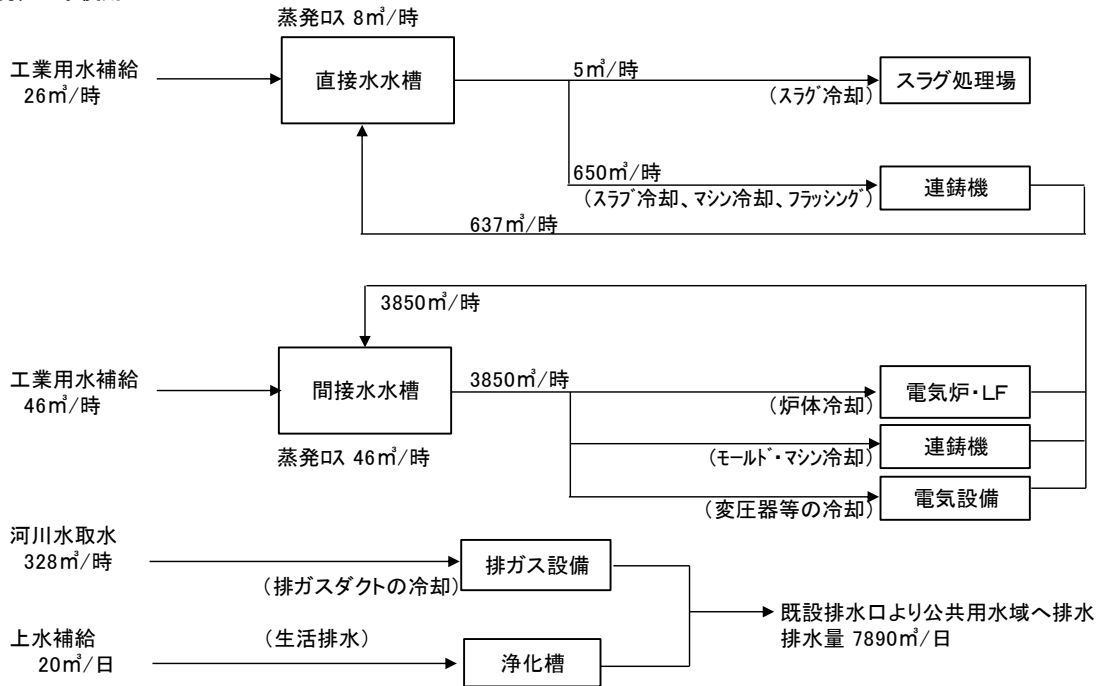 蒸発ロス 8㎥/時
工業用水補給
26㎥/時
直接水水槽
5㎥/時
(スラグ冷却)
スラグ処理場
650㎥/時
(スラブ冷却、マシン冷却、フラッシング)
連鋳機
637㎥/時
3850㎥/時
工業用水補給
46㎥/時
間接水水槽
3850㎥/時
(炉体冷却)
電気炉・LF
蒸発ロス 46㎥/時
(モールド・マシン冷却)
連鋳機
(変圧器等の冷却)
電気設備
河川水取水
328㎥/時
(排ガスダクトの冷却)
排ガス設備
既設排水口より公共用水域へ排水
排水量 7890㎥/日
上水補給
20㎥/日
(生活排水)
浄化槽